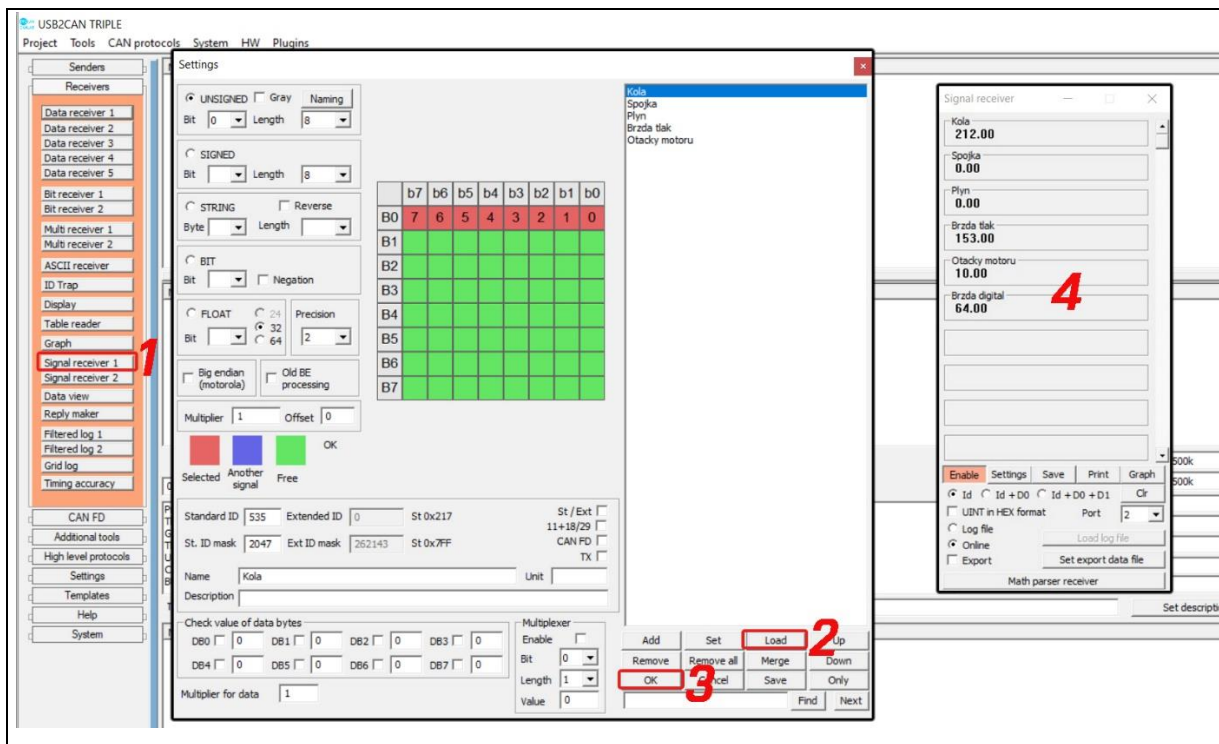 USB2CAN TRIPLE
Project Tools CAN protocols System HW Plugins
Senders
Receivers
Data receiver 1
Data receiver 2
Data receiver 3
Data receiver 4
Data receiver 5
Bit receiver 1
Bit receiver 2
Multi receiver 1
Multi receiver 2
ASCII receiver
ID Trap
Display
Table reader
Graph
Signal receiver 1
1
Signal receiver 2
Data view
Reply maker
Filtered log 1
Filtered log 2
Grid log
Timing accuracy
CAN FD
Additional tools
High level protocols
Settings
Templates
Help
System
Settings
UNSIGNED Gray Naming
Bit 0 Length 8
SIGNED
Bit Length 8
STRING Reverse
Byte Length
BIT
Bit Negation
FLOAT 24 Precision
32
Bit 64 2
Big endian (motorola) Old BE processing
Multiplier 1 Offset 0
OK
Selected Another signal Free
b7 b6 b5 b4 b3 b2 b1 b0
B0 7 6 5 4 3 2 1 0
B1
B2
B3
B4
B5
B6
B7
Standard ID 535 Extended ID 0 St 0x217 St / Ext
11+18/29
St. ID mask 2047 Ext ID mask 262143 St 0x7FF CAN FD
TX
Name Kola Unit
Description
Check value of data bytes
DB0 0 DB1 0 DB2 0 DB3 0
DB4 0 DB5 0 DB6 0 DB7 0
Multiplier for data 1
Multiplexer
Enable
Bit 0
Length 1
Value 0
Kola
Spojka
Plyn
Brzda tlak
Otacky motoru
Add Set Load Up
2
Remove Remove all Merge Down
OK Cancel Save Only
3
Find Next
Signal receiver
Kola
212.00
Spojka
0.00
Plyn
0.00
Brzda tlak
153.00
Otacky motoru
10.00
4
Brzda digital
64.00
Enable Settings Save Print Graph
Id Id + D0 Id + D0 + D1 Clr
UINT in HEX format Port 2
Log file
Load log file
Online
Export Set export data file
Math parser receiver
500k
500k